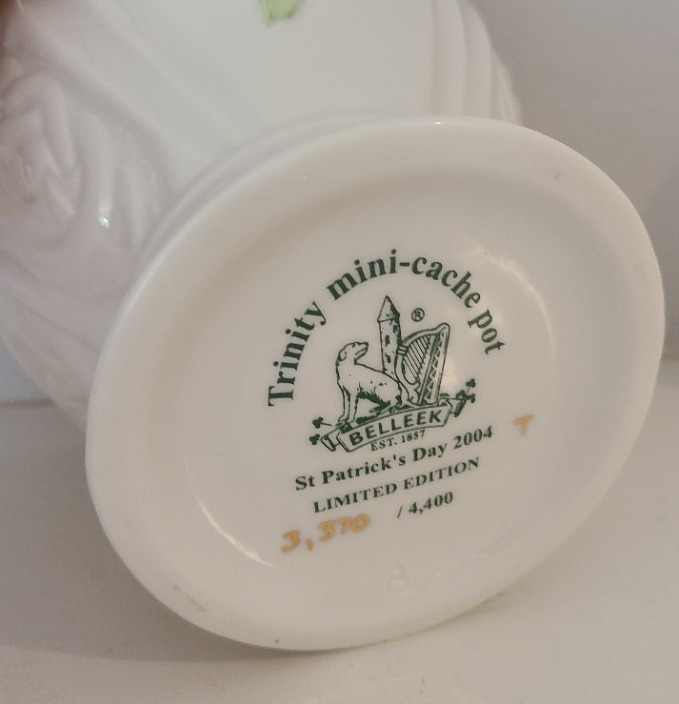 Trinity mini-cache pot
®
BELLEEK
EST. 1857
St Patrick's Day 2004 T
LIMITED EDITION
3,370 / 4,400